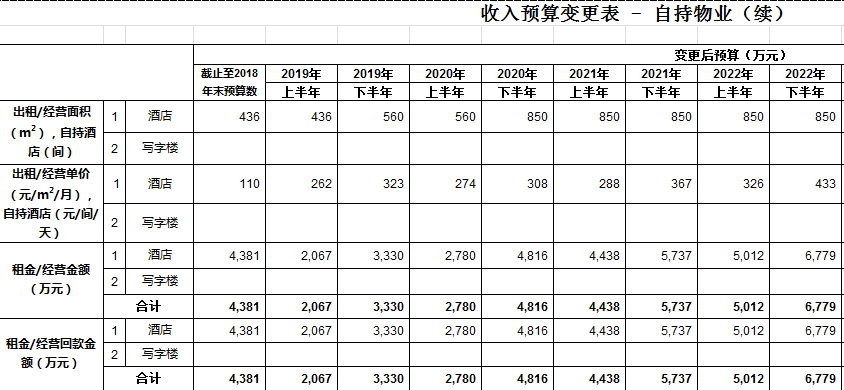 收入预算变更表 - 自持物业（续）
变更后预算（万元）
截止至2018年末预算数 2019年上半年 2019年下半年 2020年上半年 2020年下半年 2021年上半年 2021年下半年 2022年上半年 2022年下半年
出租/经营面积（m²），自持酒店（间）
1 酒店 436 436 560 560 850 850 850 850 850
2 写字楼
出租/经营单价（元/m²/月），自持酒店（元/间/天）
1 酒店 110 262 323 274 308 288 367 326 433
2 写字楼
租金/经营金额（万元）
1 酒店 4,381 2,067 3,330 2,780 4,816 4,438 5,737 5,012 6,779
2 写字楼
合计 4,381 2,067 3,330 2,780 4,816 4,438 5,737 5,012 6,779
租金/经营回款金额（万元）
1 酒店 4,381 2,067 3,330 2,780 4,816 4,438 5,737 5,012 6,779
2 写字楼
合计 4,381 2,067 3,330 2,780 4,816 4,438 5,737 5,012 6,779